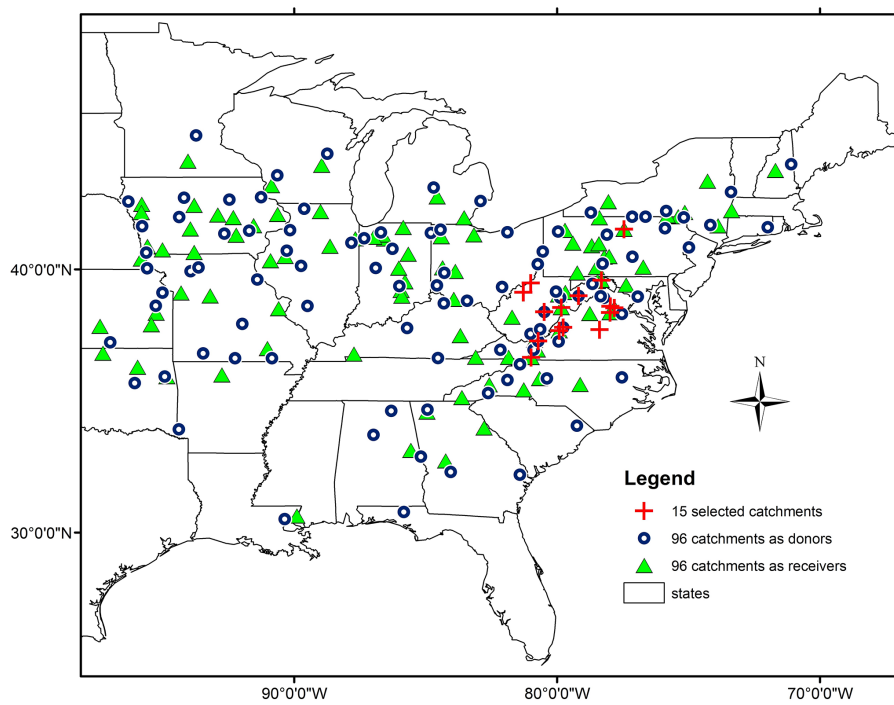 40°0'0"N
30°0'0"N
N
Legend
15 selected catchments
96 catchments as donors
96 catchments as receivers
states
90°0'0"W
80°0'0"W
70°0'0"W